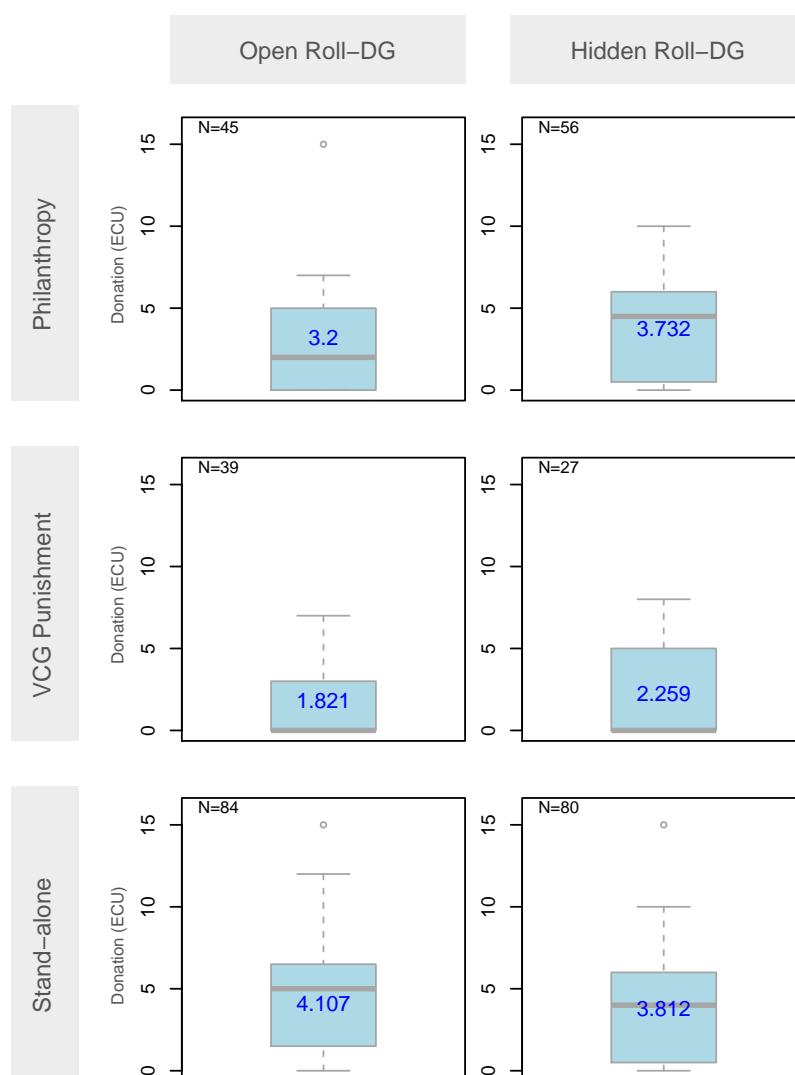 Open Roll−DG
Hidden Roll−DG
Philanthropy
Donation (ECU)
N=45
15
10
5
0
3.2
N=56
15
10
5
0
3.732
VCG Punishment
Donation (ECU)
N=39
15
10
5
0
1.821
N=27
15
10
5
0
2.259
Stand−alone
Donation (ECU)
N=84
15
10
5
0
4.107
N=80
15
10
5
0
3.812